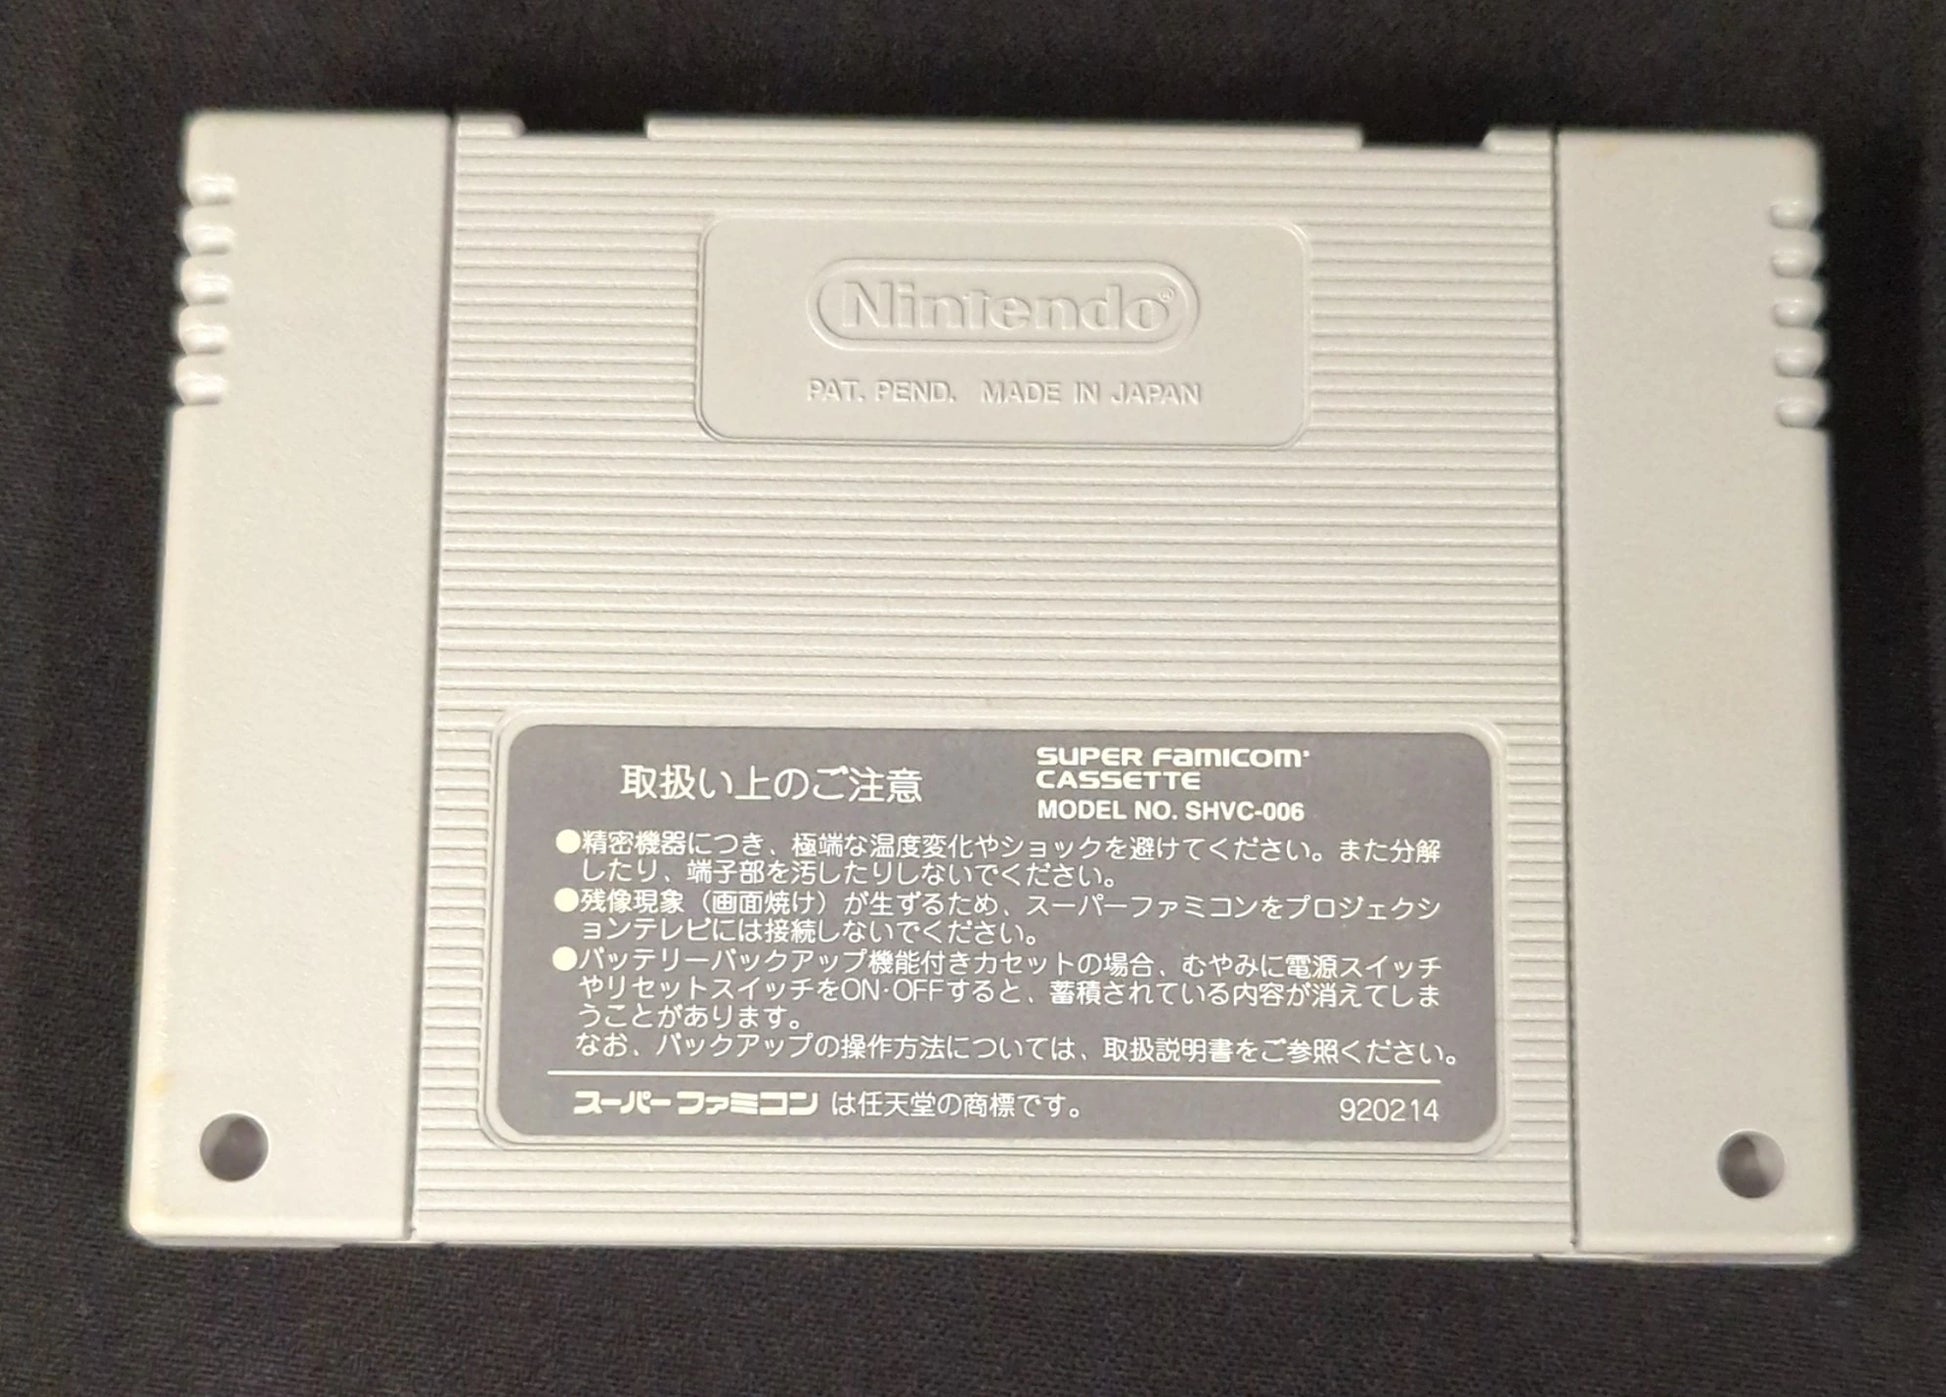 Nintendo®
PAT. PEND. MADE IN JAPAN
取扱い上のご注意
SUPER FAMICOM
CASSETTE
MODEL NO. SHVC-006
●精密機器につき、極端な温度変化やショックを避けてください。また分解
したり、端子部を汚したりしないでください。
●残像現象（画面焼け）が生ずるため、スーパーファミコンをプロジェクシ
ョンテレビには接続しないでください。
●バッテリーバックアップ機能付きカセットの場合、むやみに電源スイッチ
やリセットスイッチをON・OFFすると、蓄積されている内容が消えてしま
うことがあります。
なお、バックアップの操作方法については、取扱説明書をご参照ください。
スーパーファミコンは任天堂の商標です。
920214